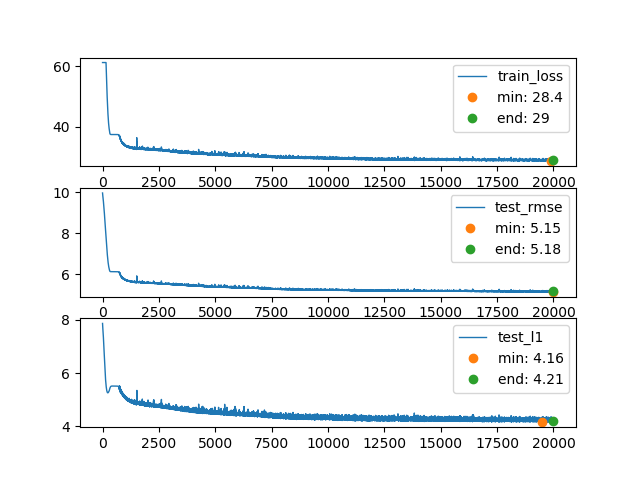 60
40
train_loss
min: 28.4
end: 29
0 2500 5000 7500 10000 12500 15000 17500 20000
10
8
6
test_rmse
min: 5.15
end: 5.18
0 2500 5000 7500 10000 12500 15000 17500 20000
8
6
4
test_l1
min: 4.16
end: 4.21
0 2500 5000 7500 10000 12500 15000 17500 20000